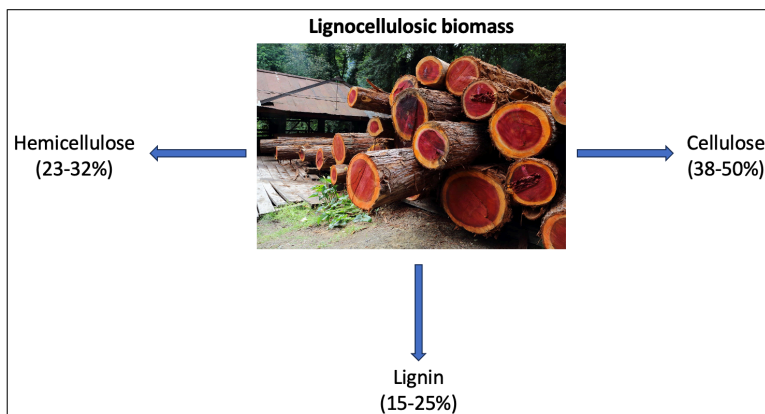 Lignocellulosic biomass
Hemicellulose
(23-32%)
Cellulose
(38-50%)
Lignin
(15-25%)